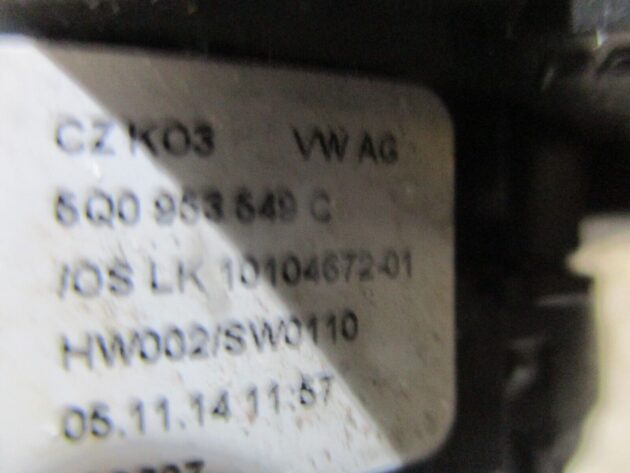 CZ KO3 VW AG
5Q0 953 549 C
/OS LK 10104672-01
HW002/SW0110
05.11.14 11:57